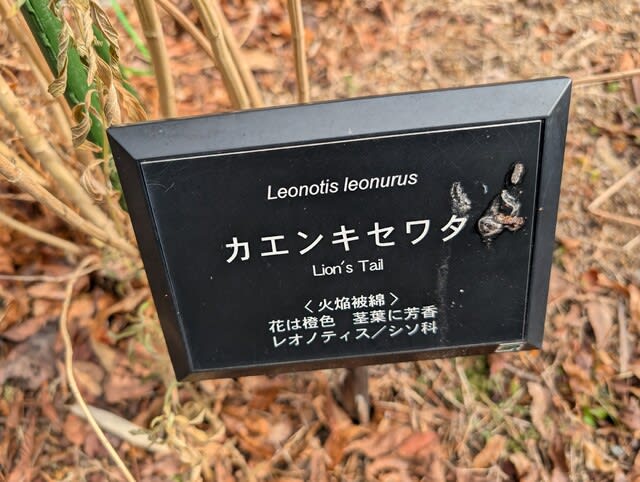 Leonotis leonurus
カエンキセワタ
Lion's Tail
＜火焔被綿＞
花は橙色　茎葉に芳香
レオノティス／シソ科